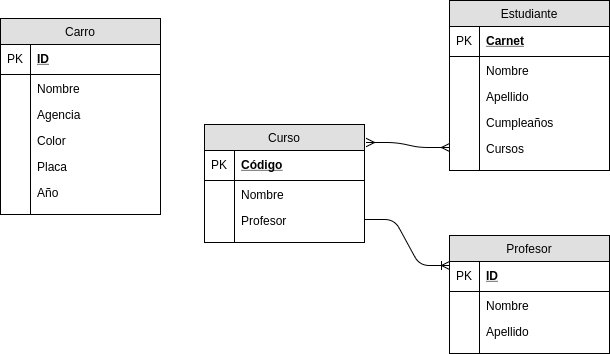 Carro
PK ID
Nombre
Agencia
Color
Placa
Año
Curso
PK Código
Nombre
Profesor
Estudiante
PK Carnet
Nombre
Apellido
Cumpleaños
Cursos
Profesor
PK ID
Nombre
Apellido